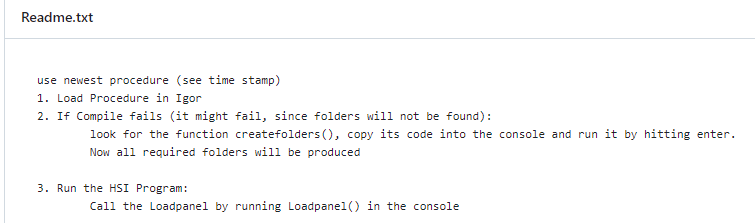 Readme.txt
use newest procedure (see time stamp)
1. Load Procedure in Igor
2. If Compile fails (it might fail, since folders will not be found):
look for the function createfolders(), copy its code into the console and run it by hitting enter.
Now all required folders will be produced
3. Run the HSI Program:
Call the Loadpanel by running Loadpanel() in the console